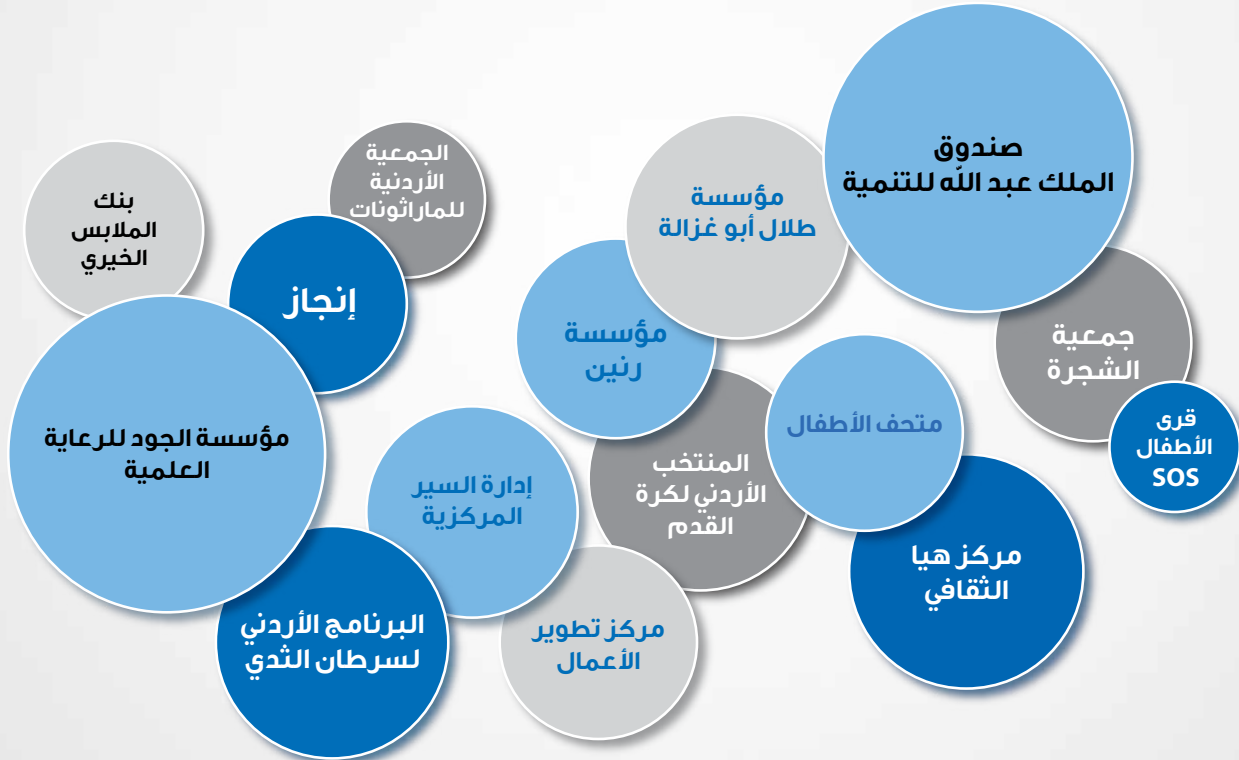 صندوق
الملك عبد الله للتنمية
الجمعية
الأردنية
للماراثونات
مؤسسة
طلال أبو غزالة
بنك
الملابس
الخيري
إنجاز
مؤسسة
رنين
جمعية
الشجرة
متحف الأطفال
قرى
الأطفال
SOS
مؤسسة الجود للرعاية
العلمية
المنتخب
الأردني لكرة
القدم
إدارة السير
المركزية
مركز هيا
الثقافي
البرنامج الأردني
لسرطان الثدي
مركز تطوير
الأعمال